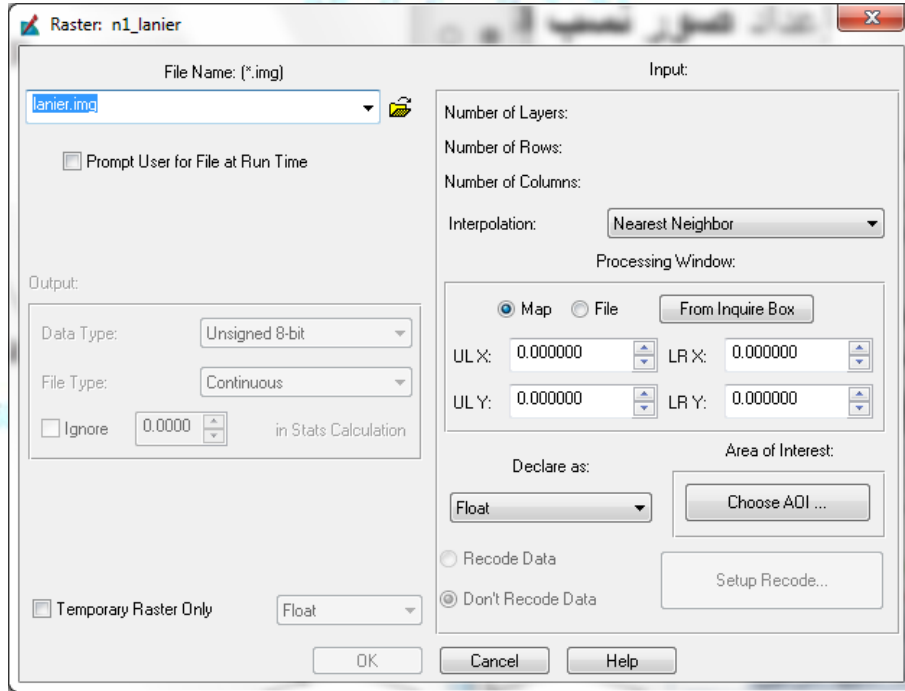 إعداد صور نصب
Raster: n1_lanier
File Name: (*.img)
lanier.img
Prompt User for File at Run Time
Output:
Data Type: Unsigned 8-bit
File Type: Continuous
Ignore 0.0000 in Stats Calculation
Temporary Raster Only Float
Input:
Number of Layers:
Number of Rows:
Number of Columns:
Interpolation: Nearest Neighbor
Processing Window:
Map File From Inquire Box
UL X: 0.000000 LR X: 0.000000
UL Y: 0.000000 LR Y: 0.000000
Declare as:
Float
Area of Interest:
Choose AOI ...
Recode Data
Don't Recode Data
Setup Recode...
OK Cancel Help